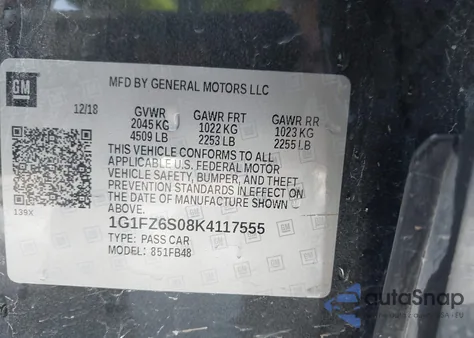 GM
MFD BY GENERAL MOTORS LLC
12/18 GVWR GAWR FRT GAWR RR
2045 KG 1022 KG 1023 KG
4509 LB 2253 LB 2255 LB
THIS VEHICLE CONFORMS TO ALL
APPLICABLE U.S. FEDERAL MOTOR
VEHICLE SAFETY, BUMPER, AND THEFT
PREVENTION STANDARDS IN EFFECT ON
THE DATE OF MANUFACTURE SHOWN
ABOVE.
139X
1G1FZ6S08K4117555
TYPE: PASS CAR
MODEL: 851FB48
autoSnap